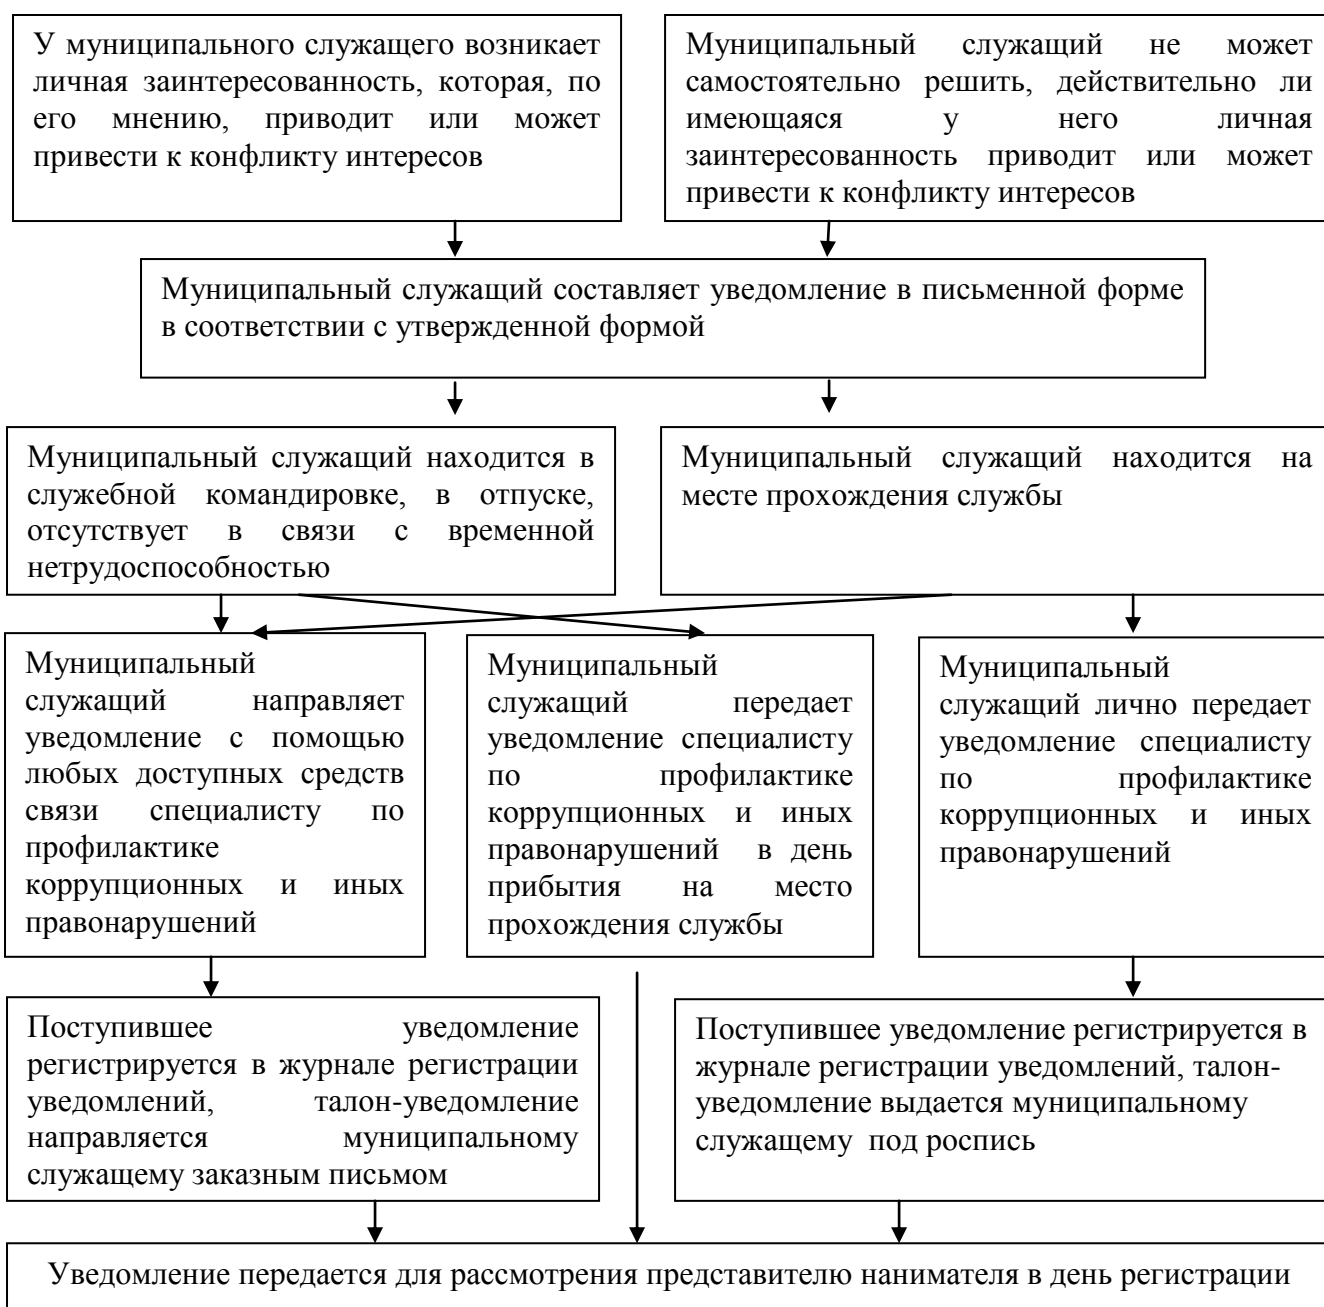 У муниципального служащего возникает
личная заинтересованность, которая, по
его мнению, приводит или может
привести к конфликту интересов
Муниципальный служащий не может
самостоятельно решить, действительно ли
имеющаяся у него личная
заинтересованность приводит или может
привести к конфликту интересов
Муниципальный служащий составляет уведомление в письменной форме
в соответствии с утвержденной формой
Муниципальный служащий находится в
служебной командировке, в отпуске,
отсутствует в связи с временной
нетрудоспособностью
Муниципальный служащий находится на
месте прохождения службы
Муниципальный
служащий направляет
уведомление с помощью
любых доступных средств
связи специалисту по
профилактике
коррупционных и иных
правонарушений
Муниципальный
служащий передает
уведомление специалисту
по профилактике
коррупционных и иных
правонарушений в день
прибытия на место
прохождения службы
Муниципальный
служащий лично передает
уведомление специалисту
по профилактике
коррупционных и иных
правонарушений
Поступившее уведомление
регистрируется в журнале регистрации
уведомлений, талон-уведомление
направляется муниципальному
служащему заказным письмом
Поступившее уведомление регистрируется в
журнале регистрации уведомлений, талон-
уведомление выдается муниципальному
служащему под роспись
Уведомление передается для рассмотрения представителю нанимателя в день регистрации